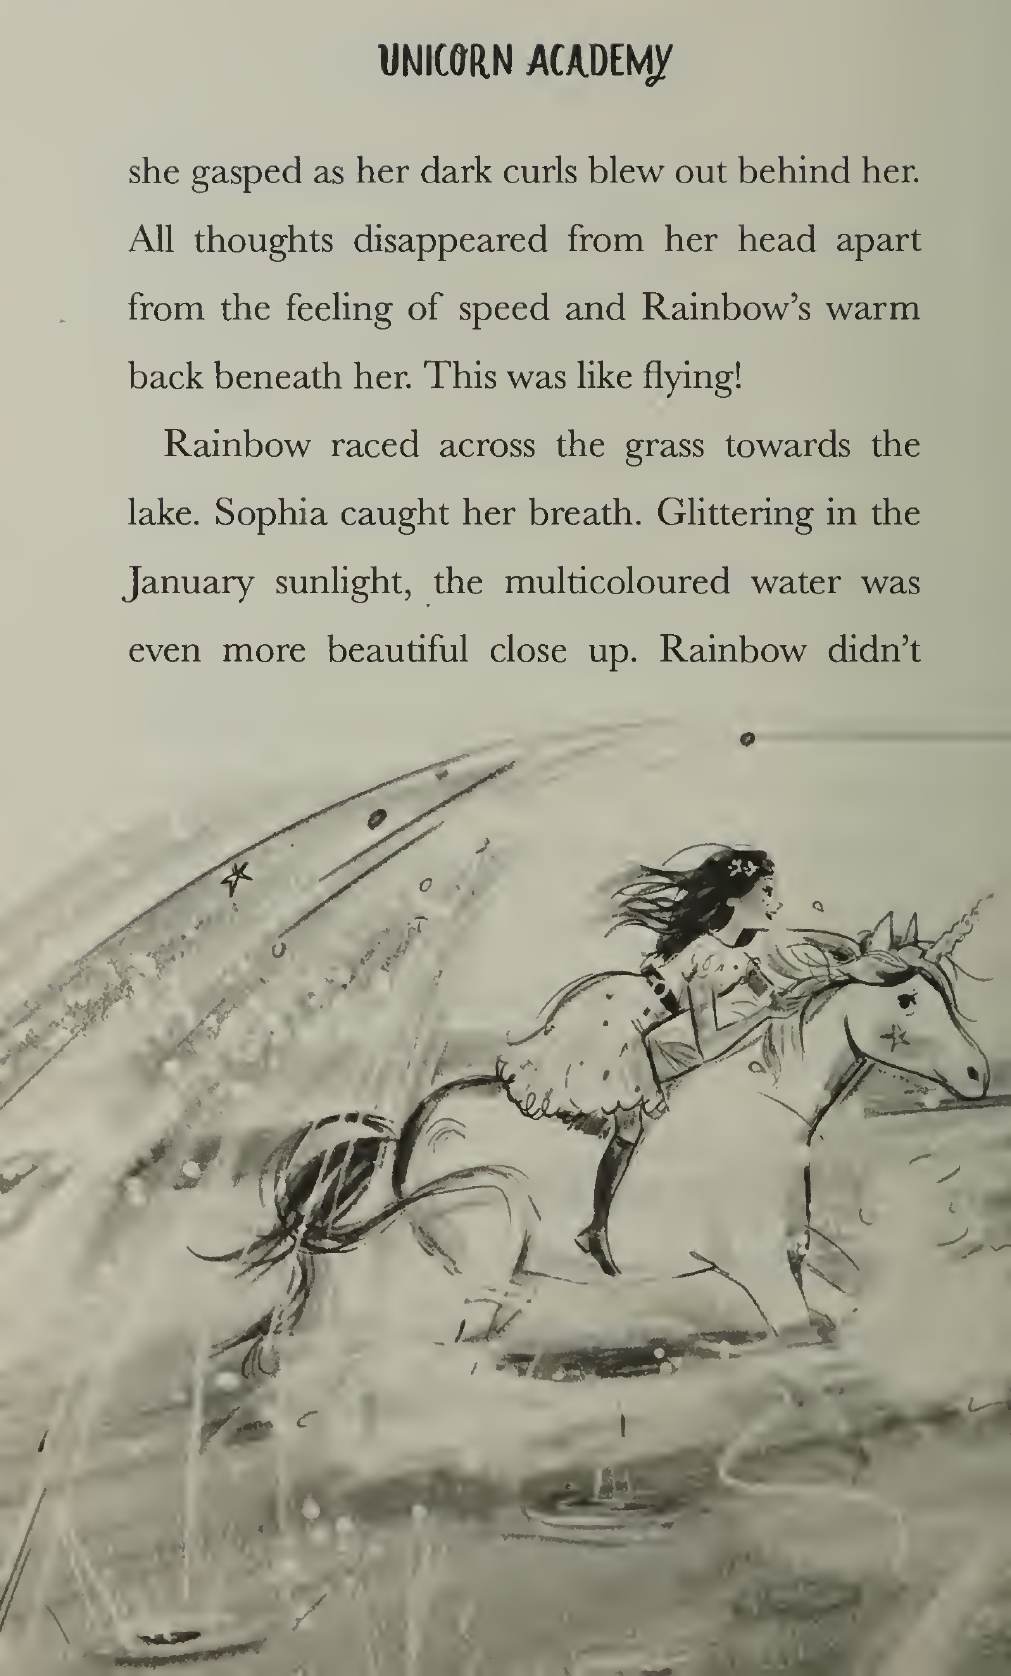 UNICORN ACADEMY
she gasped as her dark curls blew out behind her.
All thoughts disappeared from her head apart
from the feeling of speed and Rainbow’s warm
back beneath her. This was like flying!
Rainbow raced across the grass towards the
lake. Sophia caught her breath. Glittering in the
January sunlight, the multicoloured water was
even more beautiful close up. Rainbow didn’t